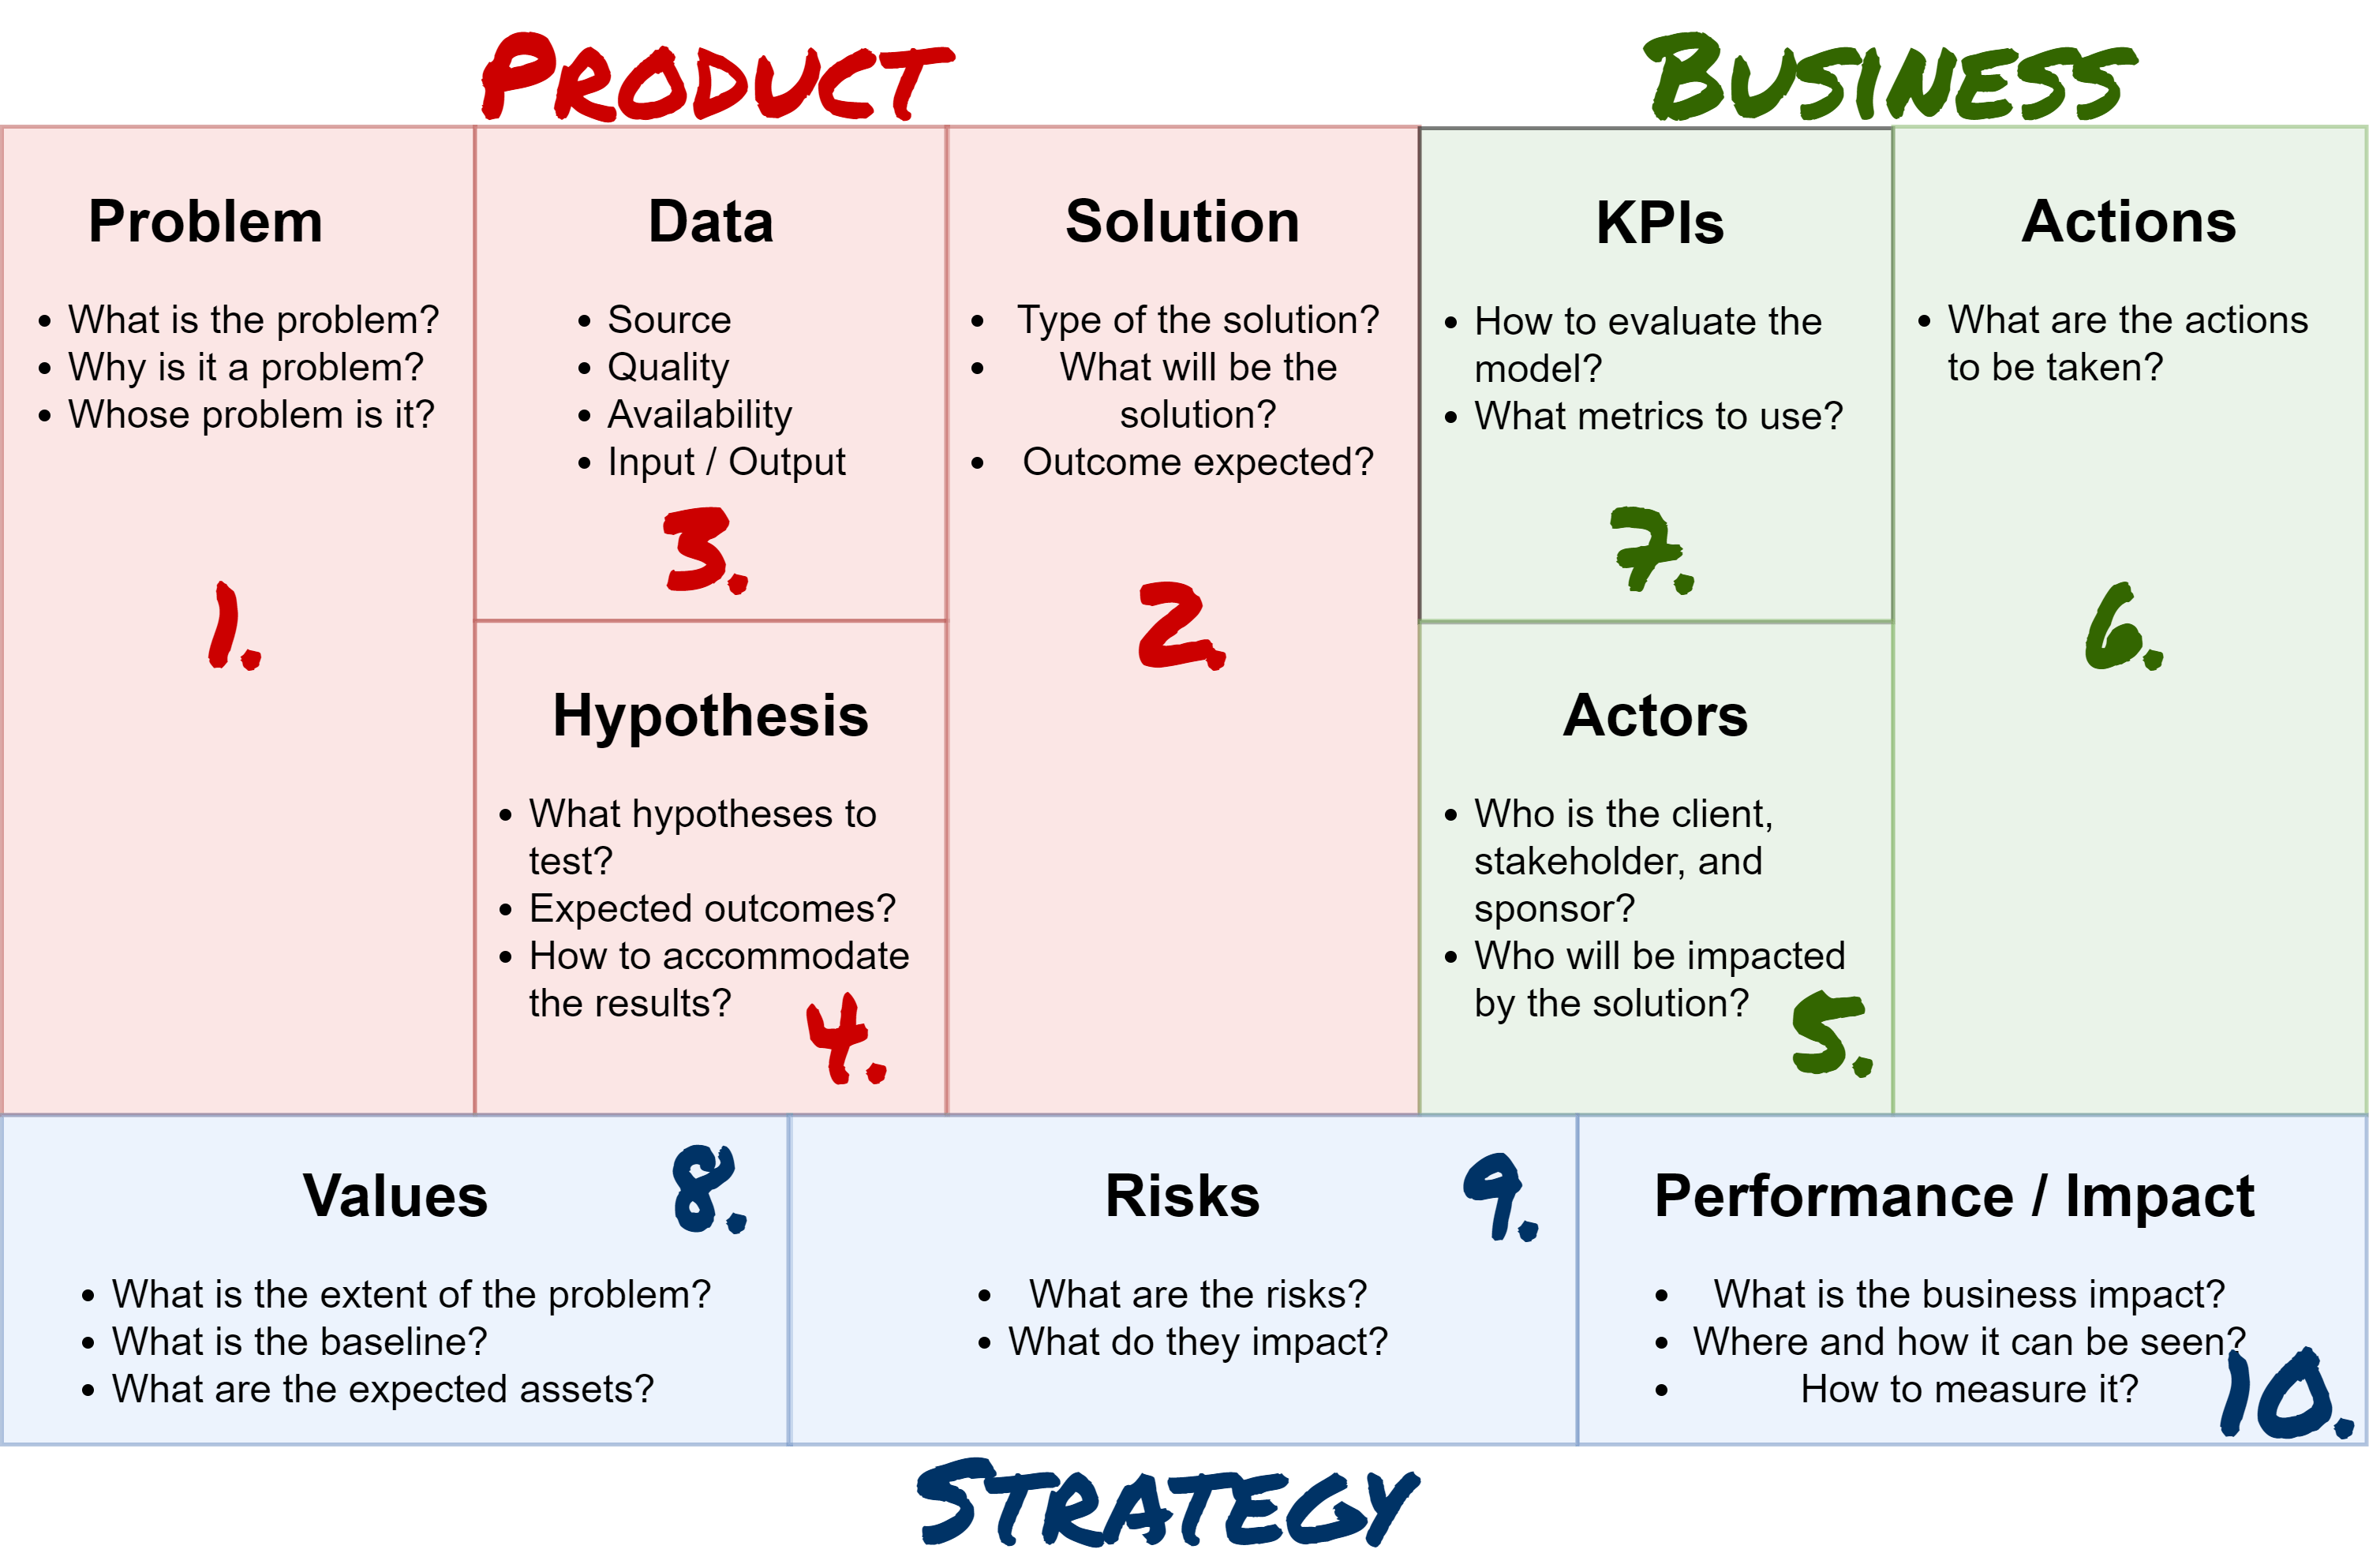 PRODUCT
BUSINESS
Problem
• What is the problem?
• Why is it a problem?
• Whose problem is it?
1.
Data
• Source
• Quality
• Availability
• Input / Output
3.
Hypothesis
• What hypotheses to
test?
• Expected outcomes?
• How to accommodate
the results?
4.
Solution
• Type of the solution?
• What will be the
solution?
• Outcome expected?
2.
KPIs
• How to evaluate the
model?
• What metrics to use?
7.
Actors
• Who is the client,
stakeholder, and
sponsor?
• Who will be impacted
by the solution?
5.
Actions
• What are the actions
to be taken?
6.
Values
8.
• What is the extent of the problem?
• What is the baseline?
• What are the expected assets?
Risks
9.
• What are the risks?
• What do they impact?
Performance / Impact
• What is the business impact?
• Where and how it can be seen?
• How to measure it?
10.
STRATEGY